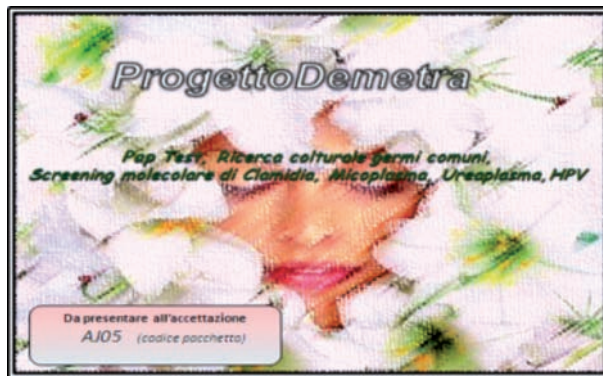 ProgettoDemetra
Pap Test, Ricerca colturale germi comuni,
Screening molecolare di Clamidia, Micoplasma, Ureaplasma, HPV
Da presentare all'accettazione
AJ05 (codice pacchetto)